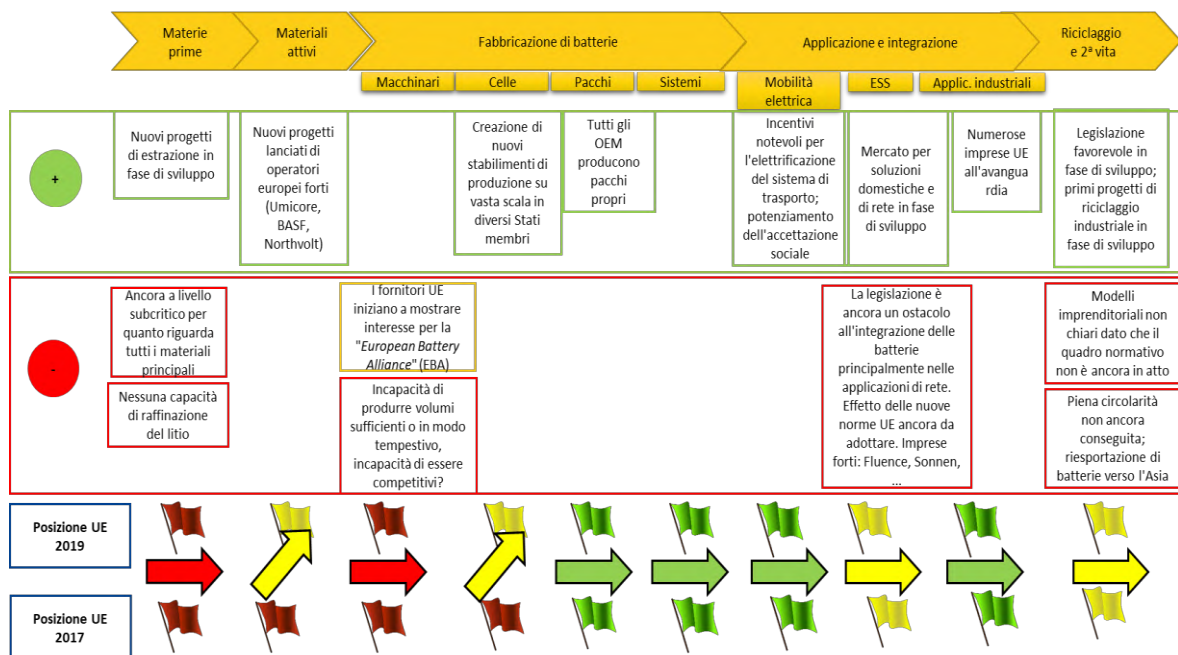 Materie
prime
Materiali
attivi
Fabbricazione di batterie
Applicazione e integrazione
Riciclaggio
e 2ª vita
Macchinari
Celle
Pacchi
Sistemi
Mobilità
elettrica
ESS
Applic. industriali
+
Nuovi progetti
di estrazione in
fase di sviluppo
Nuovi progetti
lanciati di
operatori
europei forti
(Umicore,
BASF,
Northvolt)
Creazione di
nuovi
stabilimenti di
produzione su
vasta scala in
diversi Stati
membri
Tutti gli
OEM
producono
pacchi
propri
Incentivi
notevoli per
l'elettrificazione
del sistema di
trasporto;
potenziamento
dell'accettazione
sociale
Mercato per
soluzioni
domestiche e
di rete in fase
di sviluppo
Numerose
imprese UE
all'avangua
rdia
Legislazione
favorevole in
fase di sviluppo;
primi progetti di
riciclaggio
industriale in
fase di sviluppo
-
Ancora a livello
subcritico per
quanto riguarda
tutti i materiali
principali
Nessuna capacità
di raffinazione
del litio
I fornitori UE
iniziano a mostrare
interesse per la
"European Battery
Alliance" (EBA)
Incapacità di
produrre volumi
sufficienti o in modo
tempestivo,
incapacità di essere
competitivi?
La legislazione è
ancora un ostacolo
all'integrazione delle
batterie
principalmente nelle
applicazioni di rete.
Effetto delle nuove
norme UE ancora da
adottare. Imprese
forti: Fluence, Sonnen,
...
Modelli
imprenditoriali non
chiari dato che il
quadro normativo
non è ancora in atto
Piena circolarità
non ancora
conseguita;
riesportazione di
batterie verso l'Asia
Posizione UE
2019
Posizione UE
2017